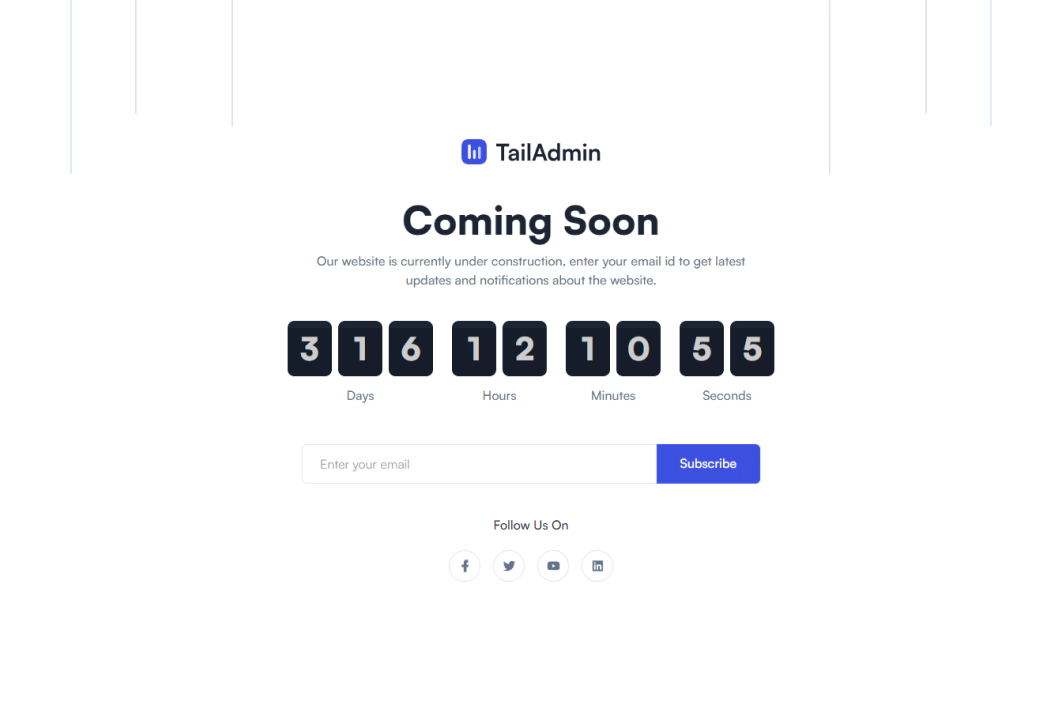 TailAdmin
Coming Soon
Our website is currently under construction, enter your email id to get latest
updates and notifications about the website.
3 1 6 1 2 1 0 5 5
Days Hours Minutes Seconds
Enter your email Subscribe
Follow Us On